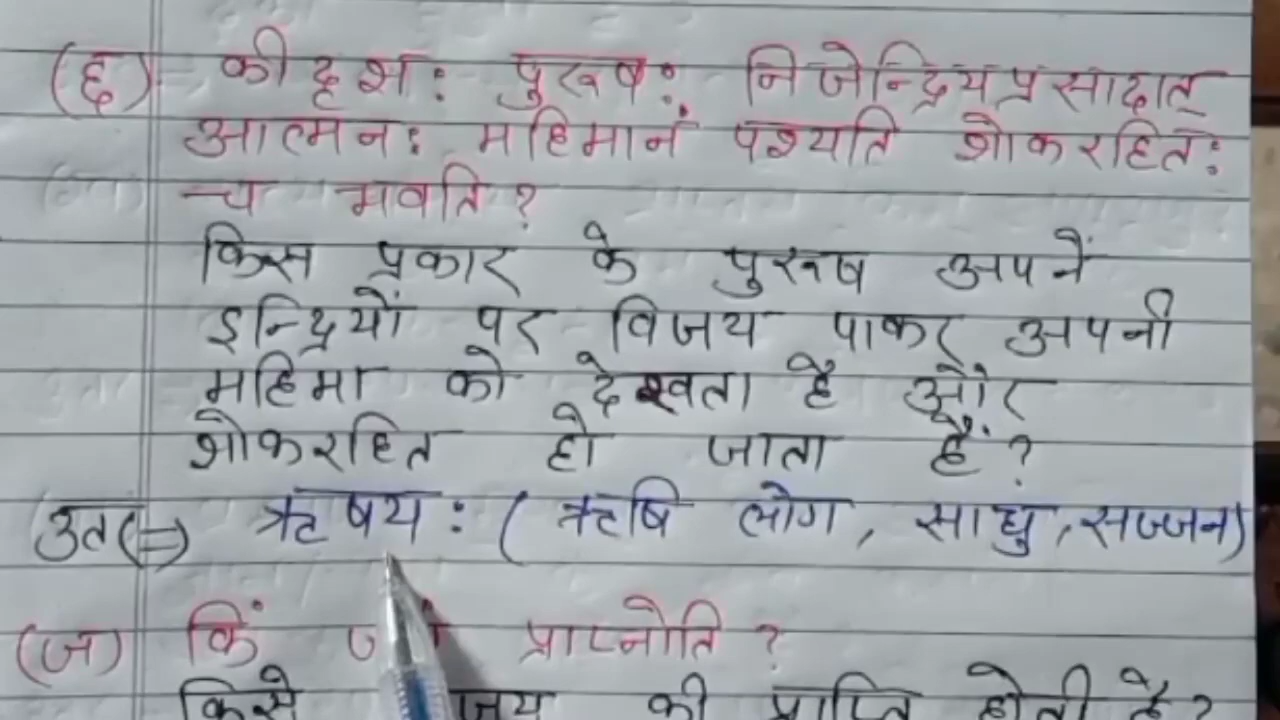 (छ) कीदृशः पुरुषः निजेन्द्रियप्रसादात्
आत्मनः महिमानं पश्यति शोकरहितः
च भवति?
किस प्रकार के पुरुष अपनें
इन्द्रियों पर विजय पाकर अपनी
महिमा को देखता है और
शोकरहित हो जाता हैं?
उत(⇒) ऋषयः (ऋषि लोग, साधु, सज्जन)
(ज) किं प्राप्नोति?
किसे की प्राप्ति होती है?